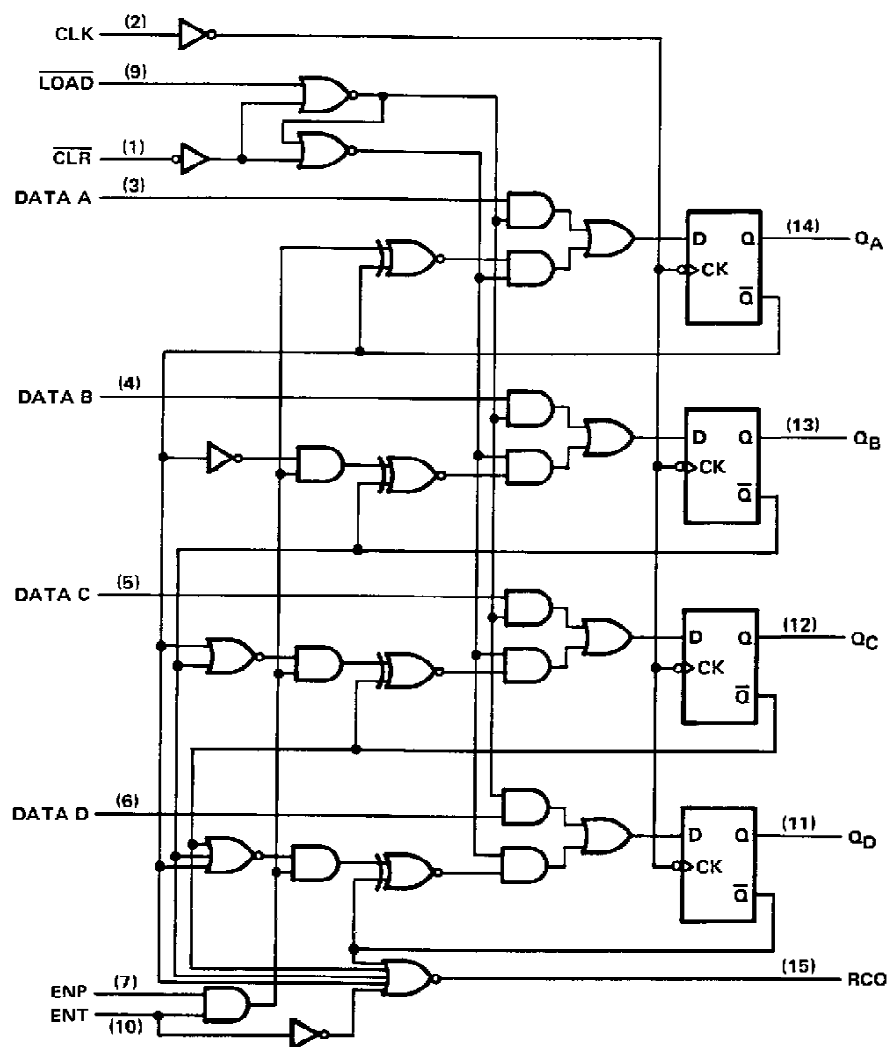 CLK (2)
LOAD (9)
CLR (1)
DATA A (3)
D Q (14) QA
CK
Q
DATA B (4)
D Q (13) QB
CK
Q
DATA C (5)
D Q (12) QC
CK
Q
DATA D (6)
D Q (11) QD
CK
Q
ENP (7)
(15) RCO
ENT (10)